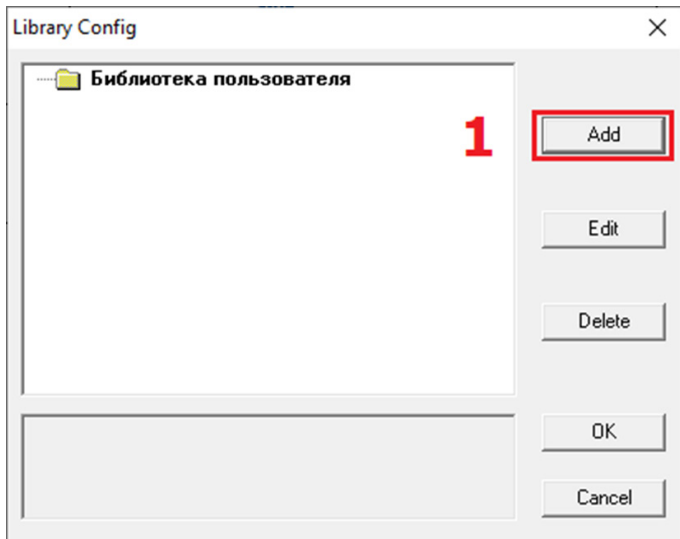 Library Config
Библиотека пользователя
1
Add
Edit
Delete
OK
Cancel